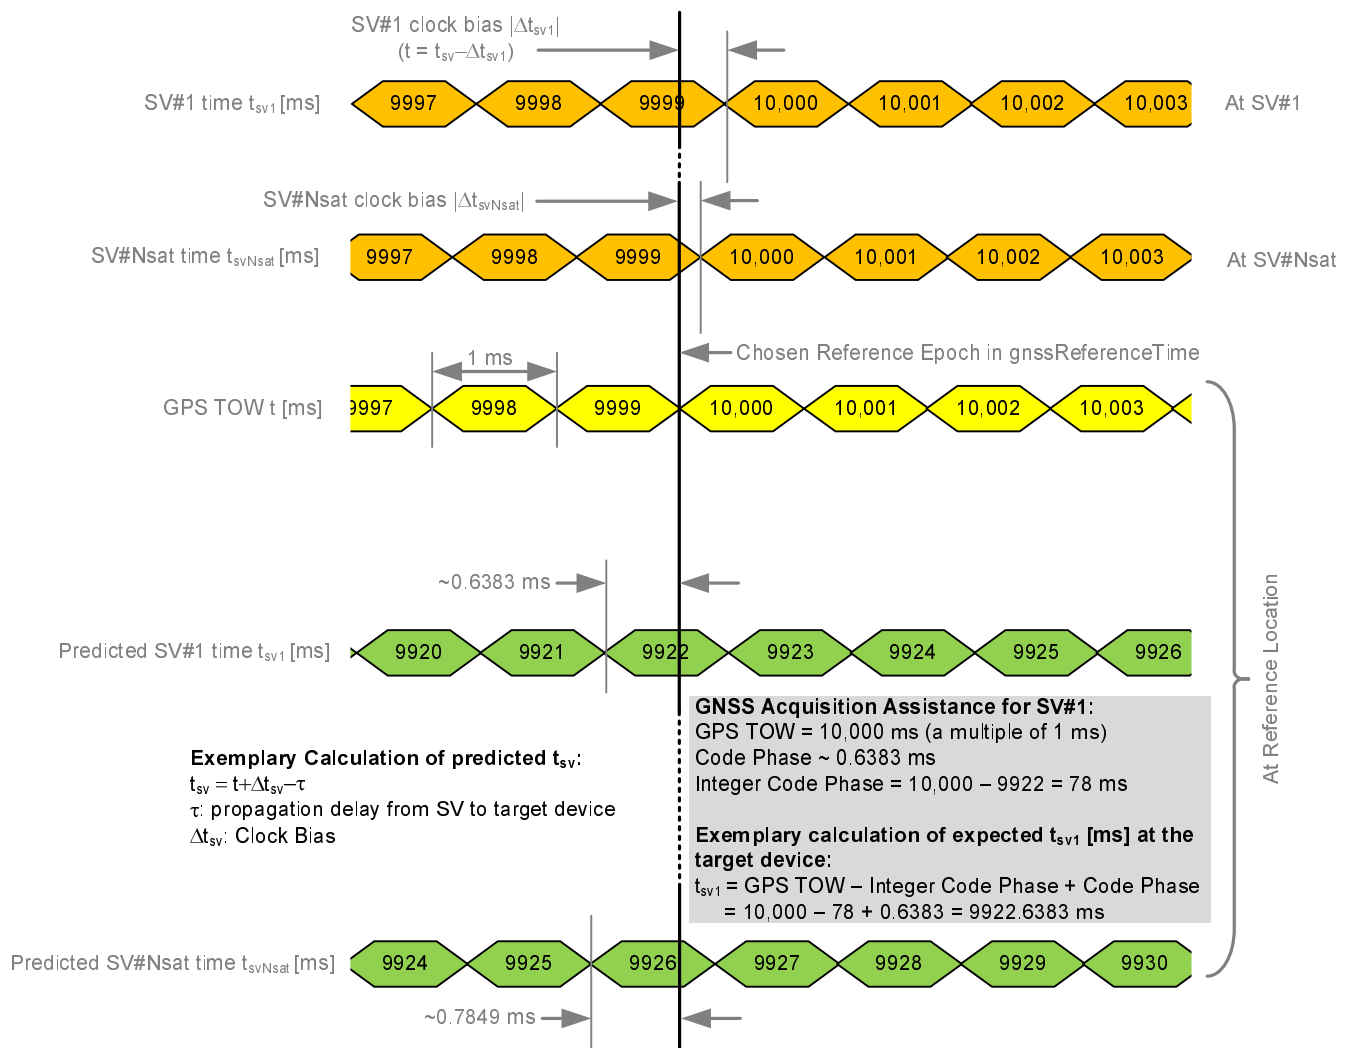 SV#1 clock bias |Δtsv1|
(t = tsv–Δtsv1)
SV#1 time tsv1 [ms]
9997 9998 9999 10,000 10,001 10,002 10,003
At SV#1
SV#Nsat clock bias |ΔtsvNsat|
SV#Nsat time tsvNsat [ms]
9997 9998 9999 10,000 10,001 10,002 10,003
At SV#Nsat
Chosen Reference Epoch in gnssReferenceTime
1 ms
GPS TOW t [ms]
9997 9998 9999 10,000 10,001 10,002 10,003
~0.6383 ms
Predicted SV#1 time tsv1 [ms]
9920 9921 9922 9923 9924 9925 9926
At Reference Location
GNSS Acquisition Assistance for SV#1:
GPS TOW = 10,000 ms (a multiple of 1 ms)
Code Phase ~ 0.6383 ms
Integer Code Phase = 10,000 – 9922 = 78 ms
Exemplary calculation of expected tsv1 [ms] at the
target device:
tsv1 = GPS TOW – Integer Code Phase + Code Phase
= 10,000 – 78 + 0.6383 = 9922.6383 ms
Exemplary Calculation of predicted tsv:
tsv = t+Δtsv–τ
τ: propagation delay from SV to target device
Δtsv: Clock Bias
Predicted SV#Nsat time tsvNsat [ms]
9924 9925 9926 9927 9928 9929 9930
~0.7849 ms